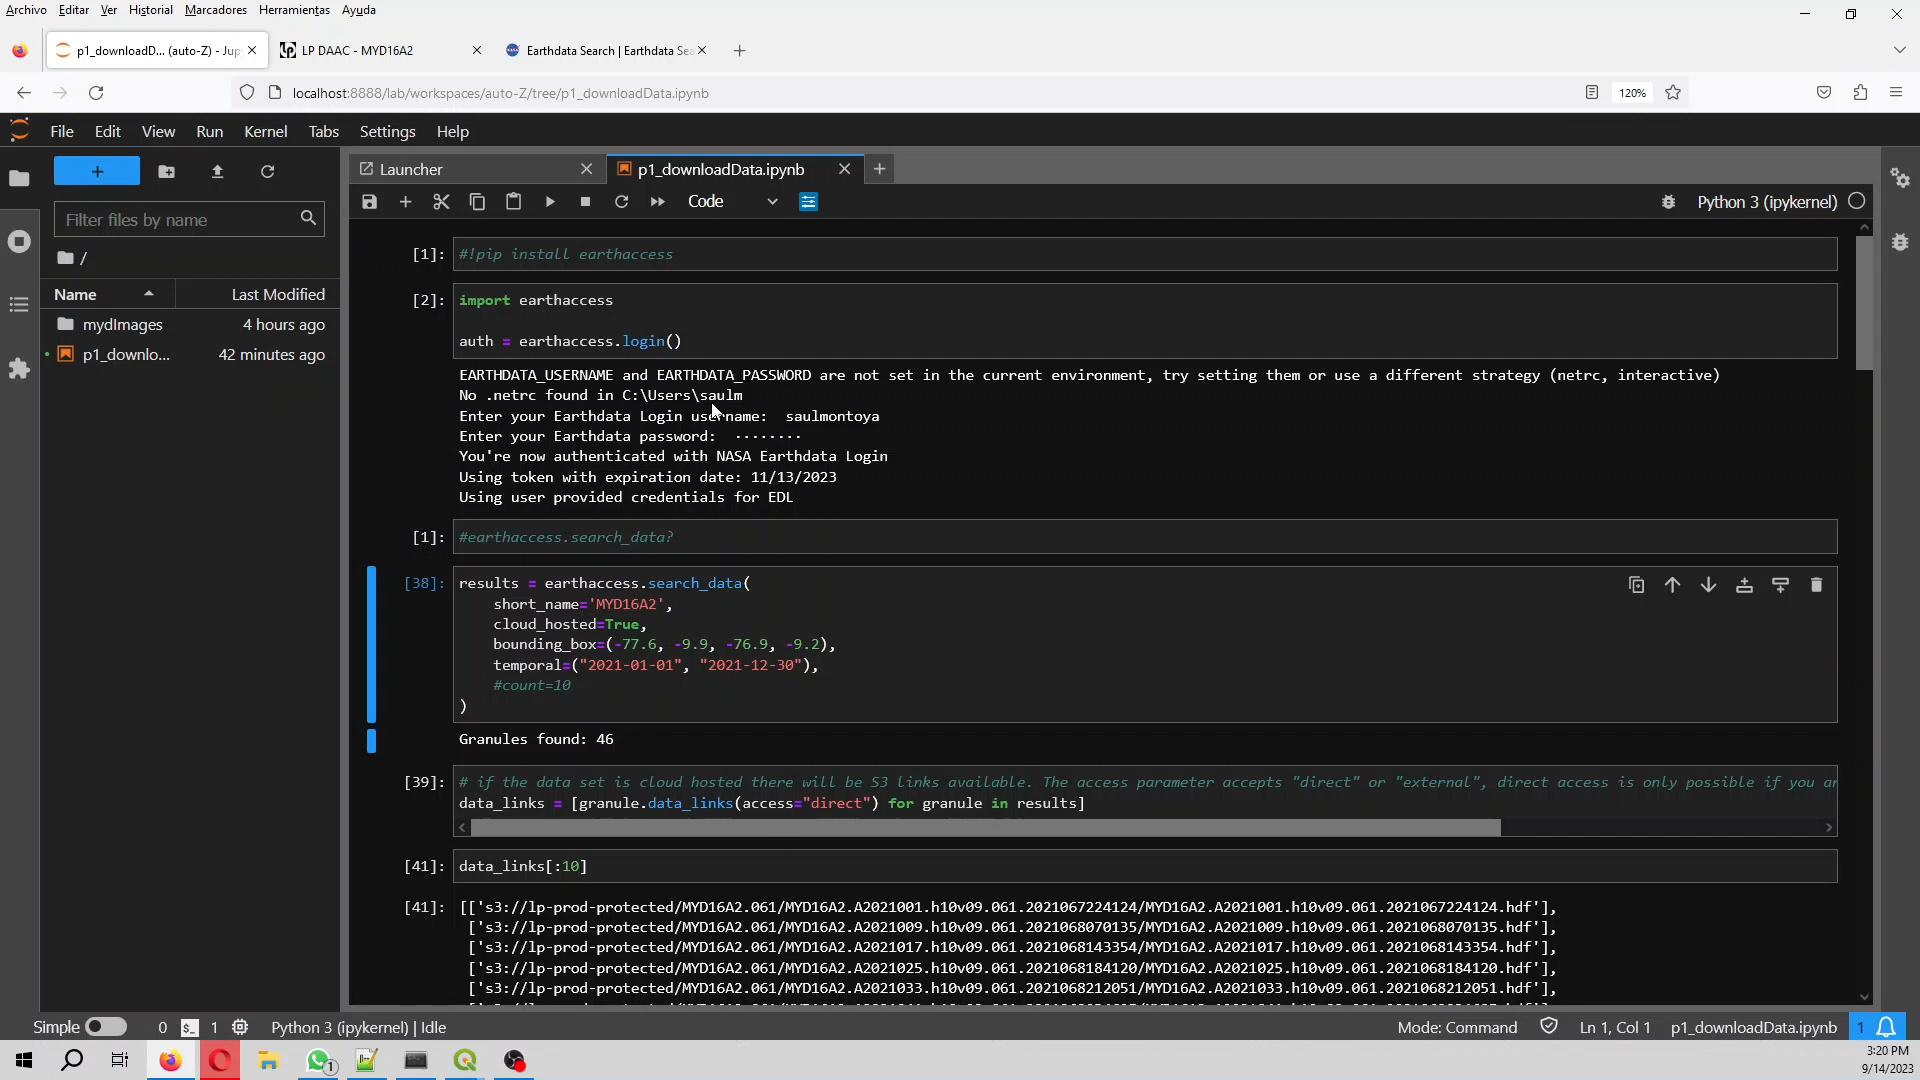 Archivo Editar Ver Historial Marcadores Herramientas Ayuda
p1_downloadD... (auto-Z) - Jup
LP DAAC - MYD16A2
Earthdata Search | Earthdata Sea
localhost:8888/lab/workspaces/auto-Z/tree/p1_downloadData.ipynb
120%
File Edit View Run Kernel Tabs Settings Help
Launcher
p1_downloadData.ipynb
Filter files by name
Code
Python 3 (ipykernel)
/
Name Last Modified
mydImages 4 hours ago
p1_downlo... 42 minutes ago
[1]: #!pip install earthaccess
[2]: import earthaccess
auth = earthaccess.login()
EARTHDATA_USERNAME and EARTHDATA_PASSWORD are not set in the current environment, try setting them or use a different strategy (netrc, interactive)
No .netrc found in C:\Users\saulm
Enter your Earthdata Login username:  saulmontoya
Enter your Earthdata password:  ········
You're now authenticated with NASA Earthdata Login
Using token with expiration date: 11/13/2023
Using user provided credentials for EDL
[1]: #earthaccess.search_data?
[38]: results = earthaccess.search_data(
short_name='MYD16A2',
cloud_hosted=True,
bounding_box=(-77.6, -9.9, -76.9, -9.2),
temporal=("2021-01-01", "2021-12-30"),
#count=10
)
Granules found: 46
[39]: # if the data set is cloud hosted there will be S3 links available. The access parameter accepts "direct" or "external", direct access is only possible if you ar
data_links = [granule.data_links(access="direct") for granule in results]
[41]: data_links[:10]
[41]: [['s3://lp-prod-protected/MYD16A2.061/MYD16A2.A2021001.h10v09.061.2021067224124/MYD16A2.A2021001.h10v09.061.2021067224124.hdf'],
['s3://lp-prod-protected/MYD16A2.061/MYD16A2.A2021009.h10v09.061.2021068070135/MYD16A2.A2021009.h10v09.061.2021068070135.hdf'],
['s3://lp-prod-protected/MYD16A2.061/MYD16A2.A2021017.h10v09.061.2021068143354/MYD16A2.A2021017.h10v09.061.2021068143354.hdf'],
['s3://lp-prod-protected/MYD16A2.061/MYD16A2.A2021025.h10v09.061.2021068184120/MYD16A2.A2021025.h10v09.061.2021068184120.hdf'],
['s3://lp-prod-protected/MYD16A2.061/MYD16A2.A2021033.h10v09.061.2021068212051/MYD16A2.A2021033.h10v09.061.2021068212051.hdf'],
Simple 0 1 Python 3 (ipykernel) | Idle
Mode: Command Ln 1, Col 1 p1_downloadData.ipynb 1
1
3:20 PM
9/14/2023